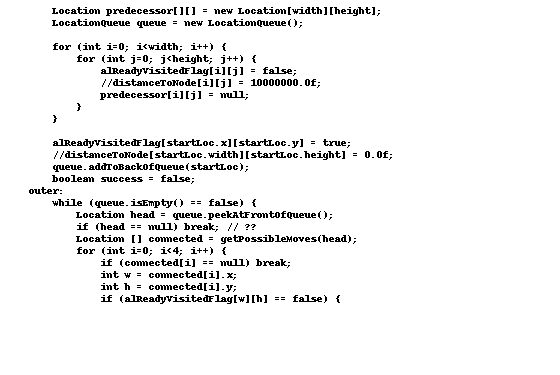 Location predecessor[][] = new Location[width][height];
LocationQueue queue = new LocationQueue();
for (int i=0; i<width; i++) {
for (int j=0; j<height; j++) {
alReadyVisitedFlag[i][j] = false;
//distanceToNode[i][j] = 10000000.0f;
predecessor[i][j] = null;
}
}
alReadyVisitedFlag[startLoc.x][startLoc.y] = true;
//distanceToNode[startLoc.width][startLoc.height] = 0.0f;
queue.addToBackOfQueue(startLoc);
boolean success = false;
outer:
while (queue.isEmpty() == false) {
Location head = queue.peekAtFrontOfQueue();
if (head == null) break; // ??
Location [] connected = getPossibleMoves(head);
for (int i=0; i<4; i++) {
if (connected[i] == null) break;
int w = connected[i].x;
int h = connected[i].y;
if (alReadyVisitedFlag[w][h] == false) {